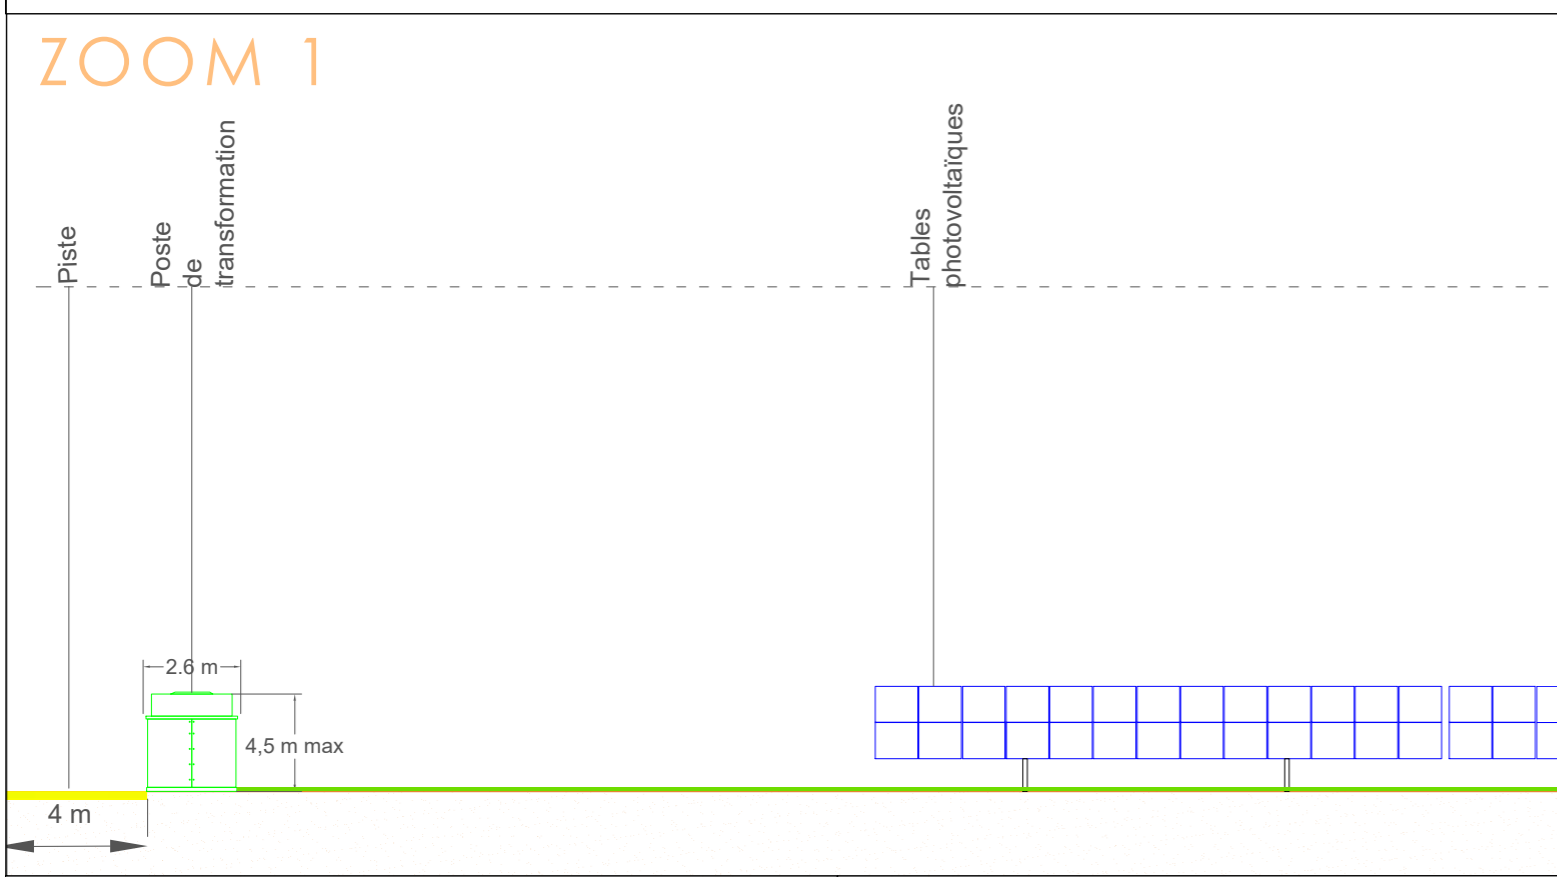 ZOOM 1
Piste
Poste
de
transformation
Tables
photovoltaïques
2.6 m
4,5 m max
4 m